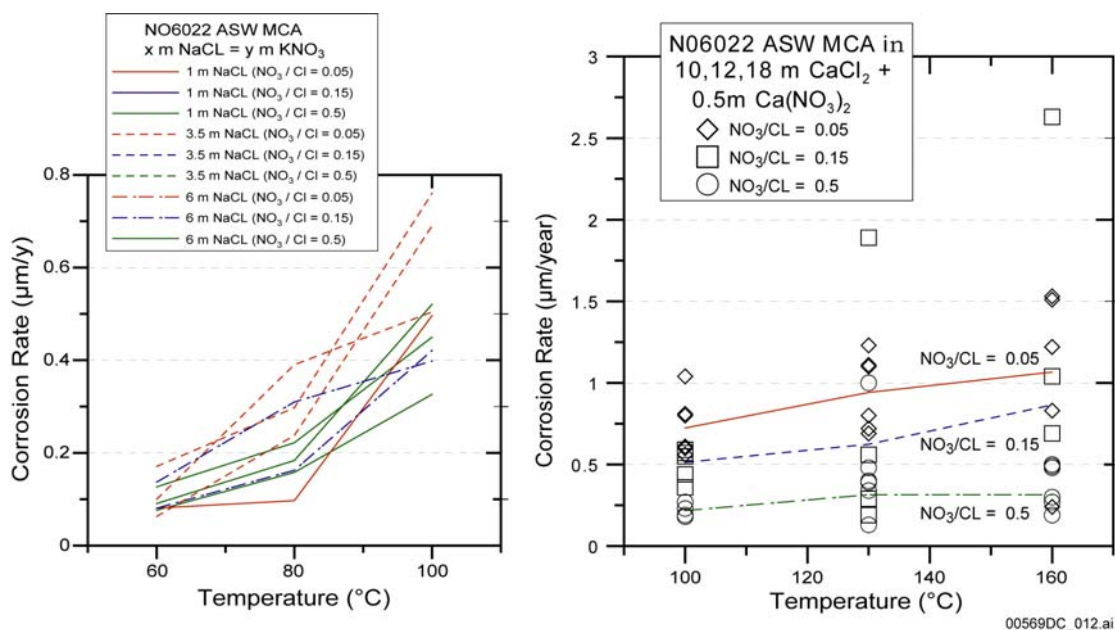 NO6022 ASW MCA
x m NaCL = y m KNO₃
1 m NaCL (NO₃ / Cl = 0.05)
1 m NaCL (NO₃ / Cl = 0.15)
1 m NaCL (NO₃ / Cl = 0.5)
3.5 m NaCL (NO₃ / Cl = 0.05)
3.5 m NaCL (NO₃ / Cl = 0.15)
3.5 m NaCL (NO₃ / Cl = 0.5)
6 m NaCL (NO₃ / Cl = 0.05)
6 m NaCL (NO₃ / Cl = 0.15)
6 m NaCL (NO₃ / Cl = 0.5)
0.8
0.6
0.4
0.2
0
Corrosion Rate (µm/y)
60
80
100
Temperature (°C)
N06022 ASW MCA in
10,12,18 m CaCl₂ +
0.5m Ca(NO₃)₂
NO₃/CL = 0.05
NO₃/CL = 0.15
NO₃/CL = 0.5
3
2.5
2
1.5
1
0.5
0
Corrosion Rate (µm/year)
NO₃/CL = 0.05
NO₃/CL = 0.15
NO₃/CL = 0.5
100
120
140
160
Temperature (°C)
00569DC_012.ai